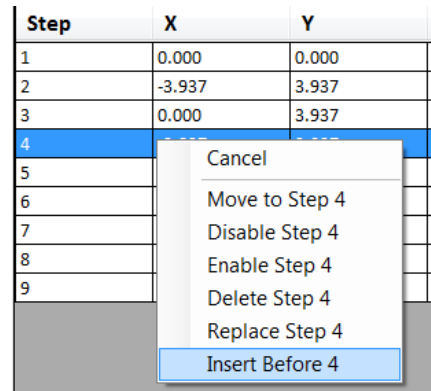 Step X Y
1 0.000 0.000
2 -3.937 3.937
3 0.000 3.937
4
5
6
7
8
9
Cancel
Move to Step 4
Disable Step 4
Enable Step 4
Delete Step 4
Replace Step 4
Insert Before 4